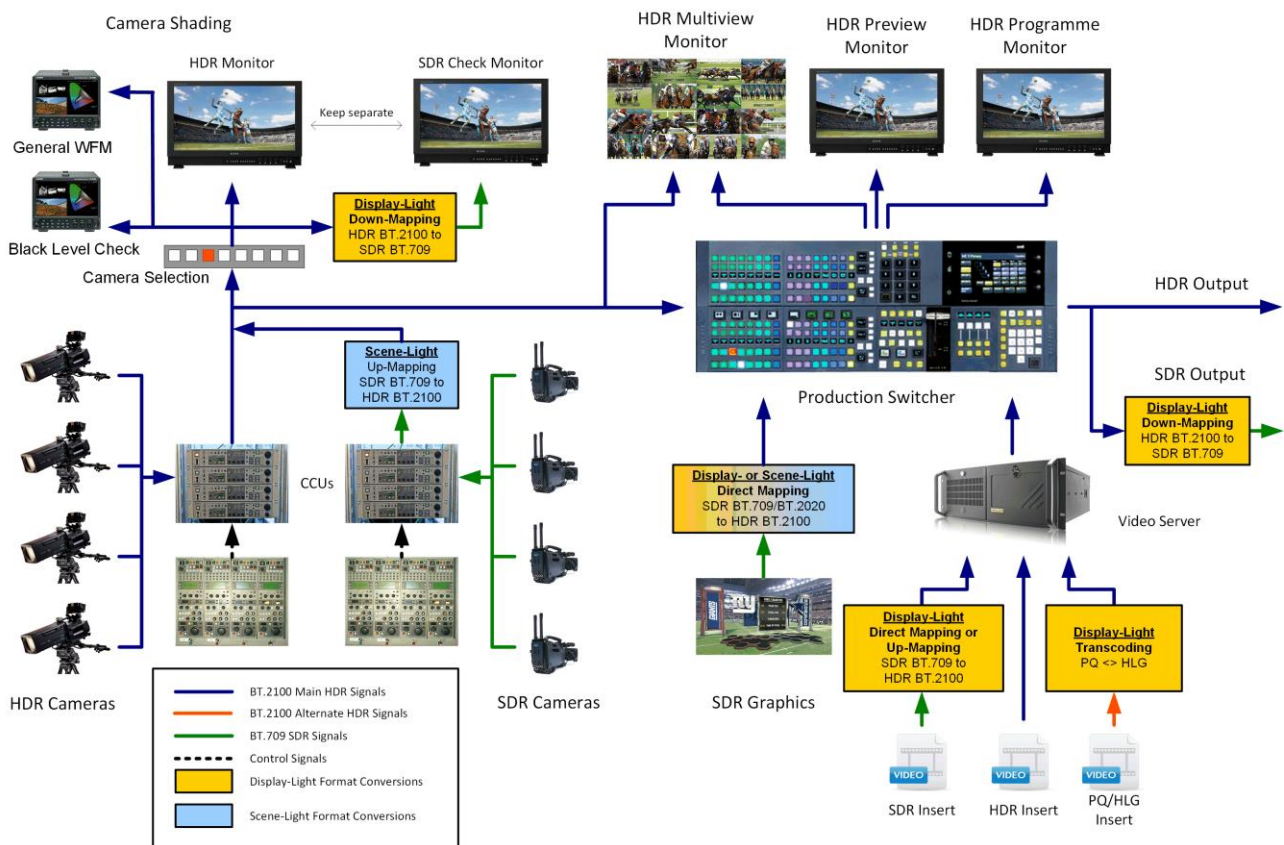 Camera Shading
HDR Multiview
Monitor
HDR Preview
Monitor
HDR Programme
Monitor
HDR Monitor
SDR Check Monitor
Keep separate
General WFM
Black Level Check
Camera Selection
Display-Light
Down-Mapping
HDR BT.2100 to
SDR BT.709
HDR Output
SDR Output
Scene-Light
Up-Mapping
SDR BT.709 to
HDR BT.2100
Production Switcher
Display-Light
Down-Mapping
HDR BT.2100 to
SDR BT.709
CCUs
Display- or Scene-Light
Direct Mapping
SDR BT.709/BT.2020
to HDR BT.2100
Video Server
Display-Light
Direct Mapping or
Up-Mapping
SDR BT.709 to
HDR BT.2100
Display-Light
Transcoding
PQ <> HLG
HDR Cameras
SDR Cameras
SDR Graphics
BT.2100 Main HDR Signals
BT.2100 Alternate HDR Signals
BT.709 SDR Signals
Control Signals
Display-Light Format Conversions
Scene-Light Format Conversions
VIDEO
VIDEO
VIDEO
SDR Insert
HDR Insert
PQ/HLG
Insert